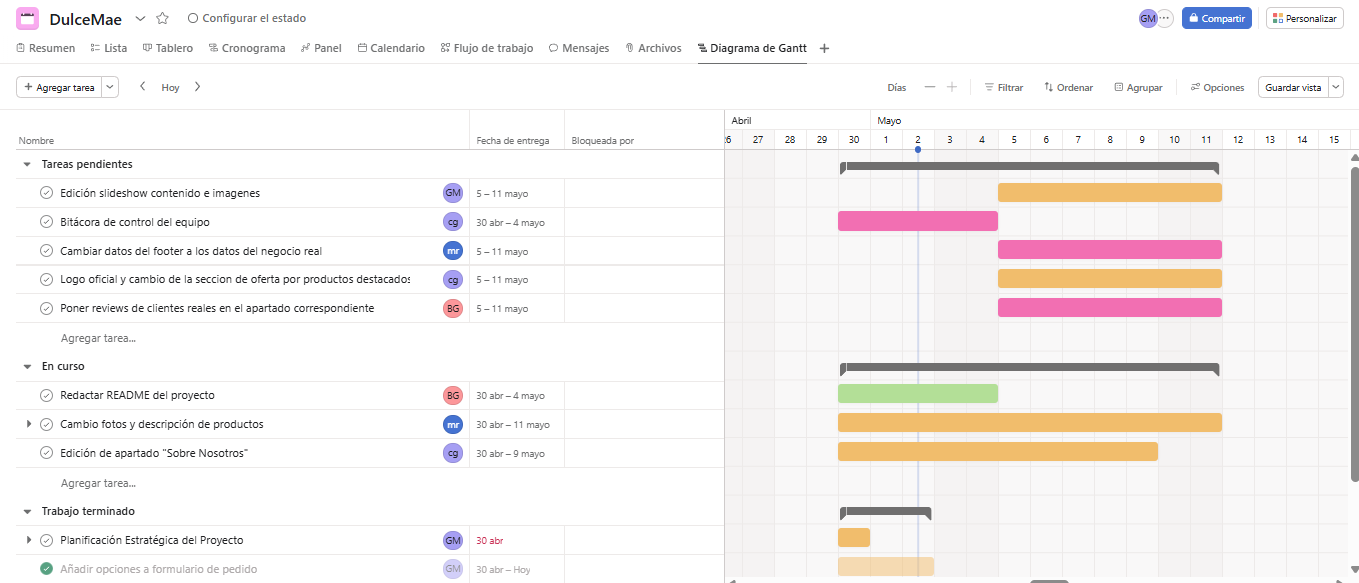 DulceMae Configurar el estado GM ··· Compartir Personalizar
Resumen Lista Tablero Cronograma Panel Calendario Flujo de trabajo Mensajes Archivos Diagrama de Gantt +
+ Agregar tarea Hoy Días — + Filtrar Ordenar Agrupar Opciones Guardar vista
Abril Mayo
Nombre Fecha de entrega Bloqueada por 26 27 28 29 30 1 2 3 4 5 6 7 8 9 10 11 12 13 14 15
Tareas pendientes
Edición slideshow contenido e imagenes GM 5 – 11 mayo
Bitácora de control del equipo cg 30 abr – 4 mayo
Cambiar datos del footer a los datos del negocio real mr 5 – 11 mayo
Logo oficial y cambio de la seccion de oferta por productos destacados cg 5 – 11 mayo
Poner reviews de clientes reales en el apartado correspondiente BG 5 – 11 mayo
Agregar tarea...
En curso
Redactar README del proyecto BG 30 abr – 4 mayo
Cambio fotos y descripción de productos mr 30 abr – 11 mayo
Edición de apartado "Sobre Nosotros" cg 30 abr – 9 mayo
Agregar tarea...
Trabajo terminado
Planificación Estratégica del Proyecto GM 30 abr
Añadir opciones a formulario de pedido GM 30 abr – Hoy